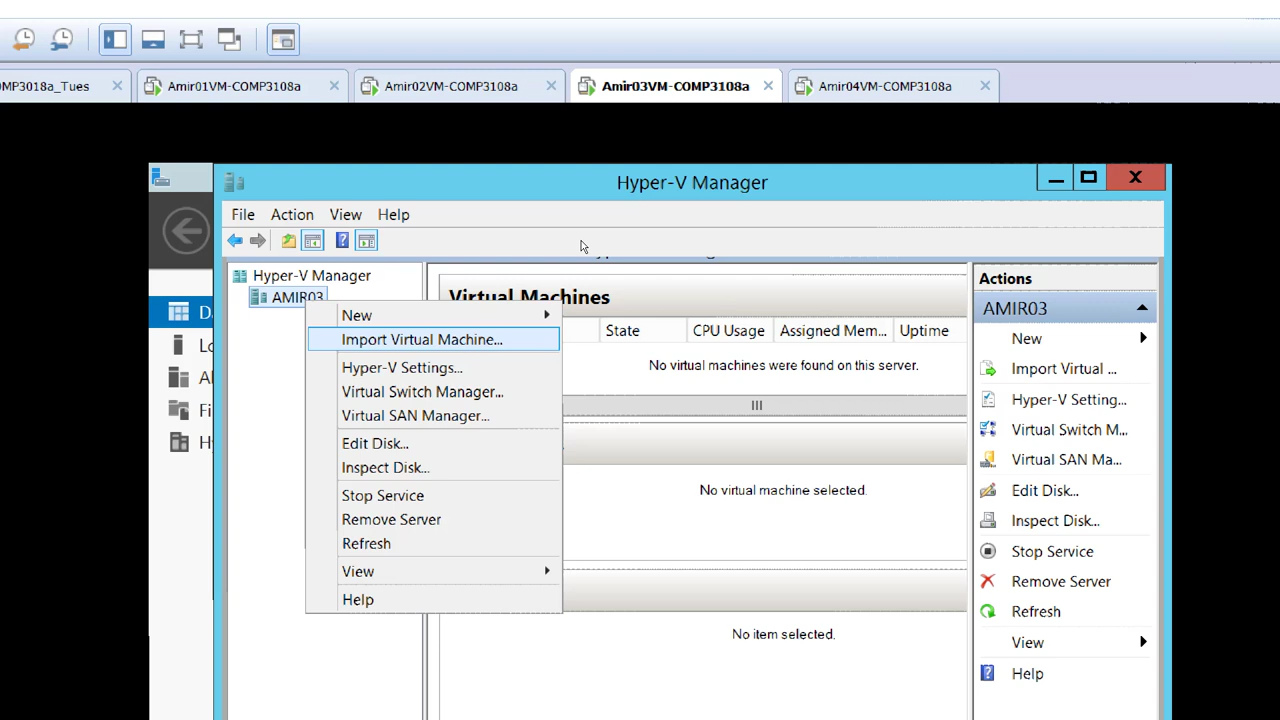 OMP3018a_Tues
Amir01VM-COMP3108a
Amir02VM-COMP3108a
Amir03VM-COMP3108a
Amir04VM-COMP3108a
Hyper-V Manager
File Action View Help
Hyper-V Manager
AMIR03
New
Import Virtual Machine...
Hyper-V Settings...
Virtual Switch Manager...
Virtual SAN Manager...
Edit Disk...
Inspect Disk...
Stop Service
Remove Server
Refresh
View
Help
Virtual Machines
State CPU Usage Assigned Mem... Uptime
No virtual machines were found on this server.
No virtual machine selected.
No item selected.
Actions
AMIR03
New
Import Virtual ...
Hyper-V Setting...
Virtual Switch M...
Virtual SAN Ma...
Edit Disk...
Inspect Disk...
Stop Service
Remove Server
Refresh
View
Help